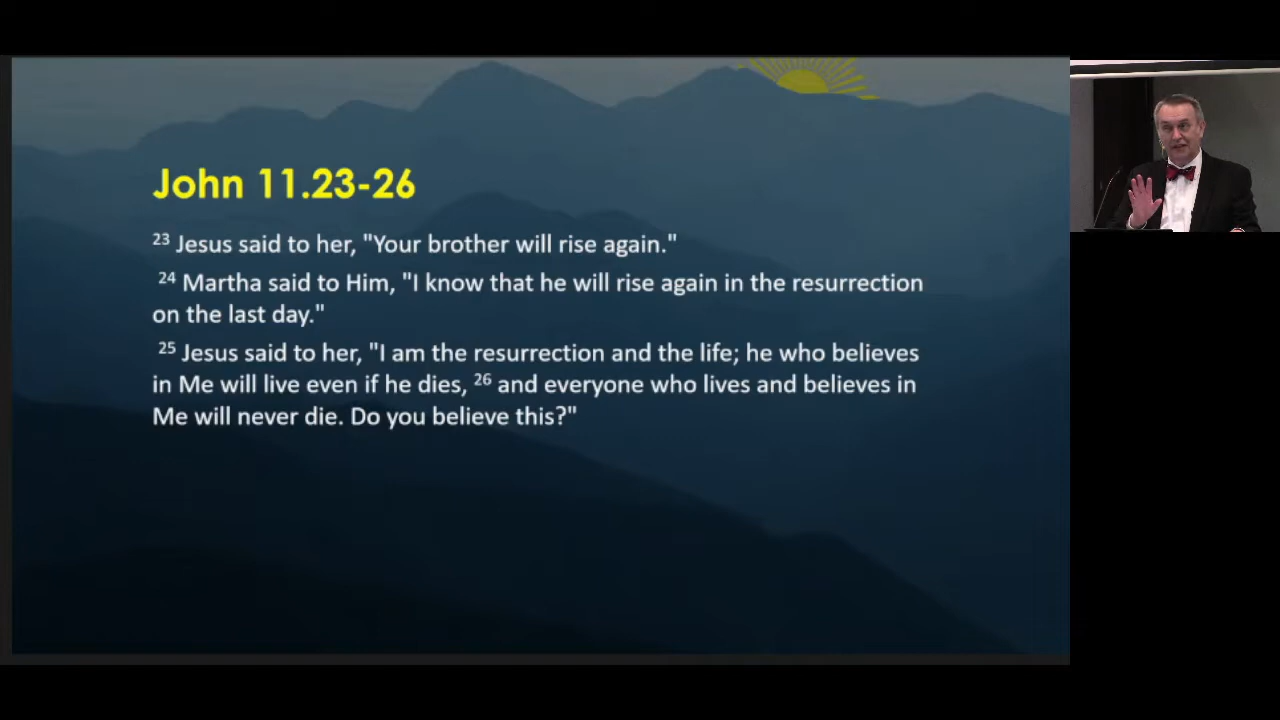 John 11.23-26
23 Jesus said to her, "Your brother will rise again."
24 Martha said to Him, "I know that he will rise again in the resurrection
on the last day."
25 Jesus said to her, "I am the resurrection and the life; he who believes
in Me will live even if he dies, 26 and everyone who lives and believes in
Me will never die. Do you believe this?"